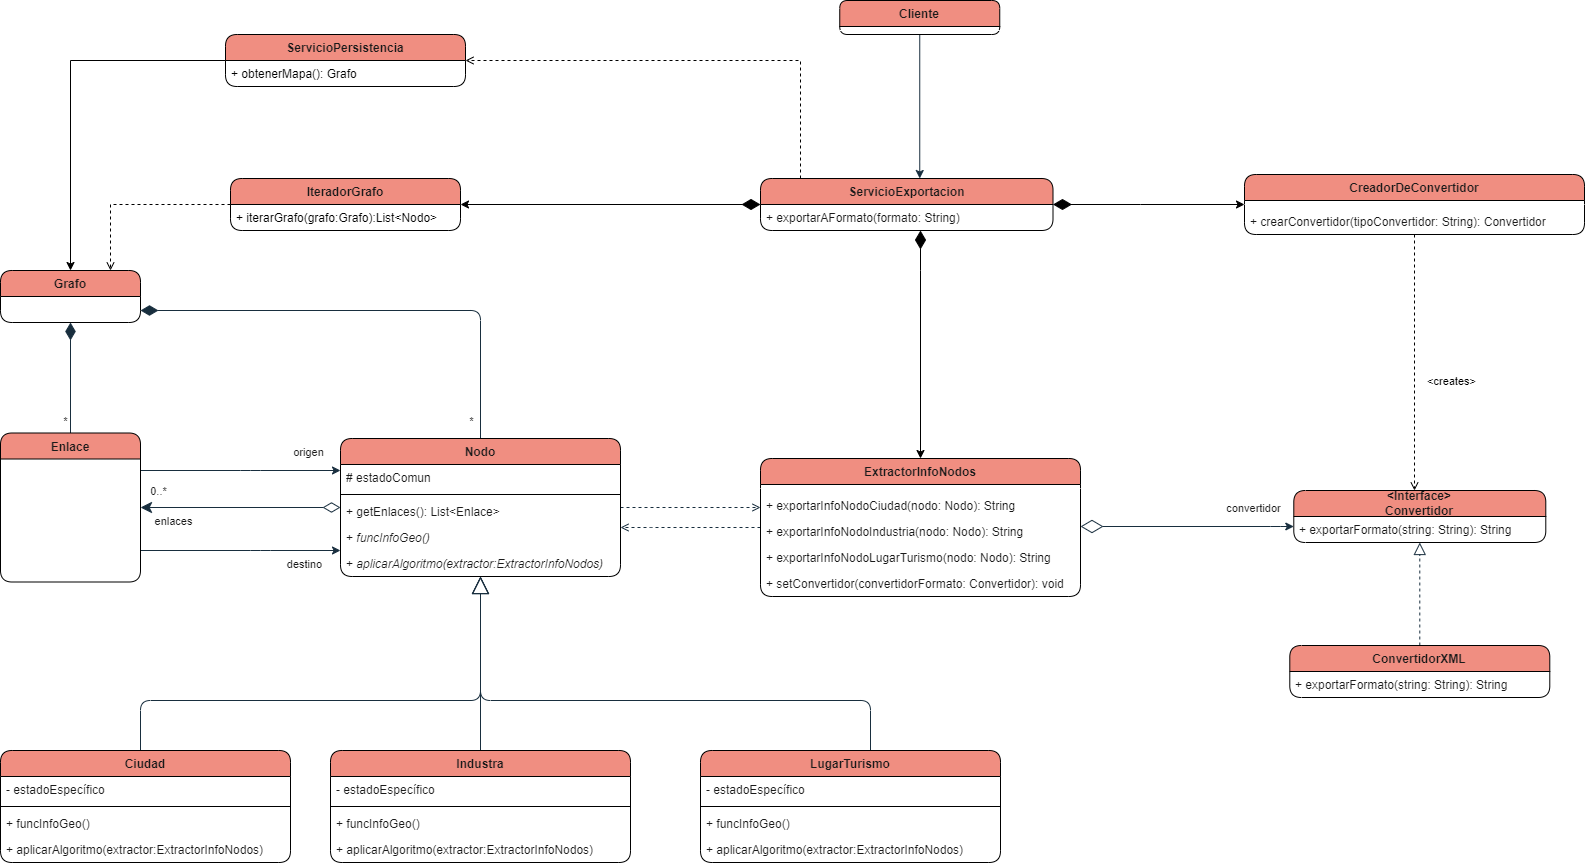 Cliente
ServicioPersistencia
+ obtenerMapa(): Grafo
IteradorGrafo
+ iterarGrafo(grafo:Grafo):List<Nodo>
ServicioExportacion
+ exportarAFormato(formato: String)
CreadorDeConvertidor
+ crearConvertidor(tipoConvertidor: String): Convertidor
Grafo
<creates>
*
*
Enlace
origen
0..*
enlaces
destino
Nodo
# estadoComun
+ getEnlaces(): List<Enlace>
+ funcInfoGeo()
+ aplicarAlgoritmo(extractor:ExtractorInfoNodos)
ExtractorInfoNodos
+ exportarInfoNodoCiudad(nodo: Nodo): String
+ exportarInfoNodoIndustria(nodo: Nodo): String
+ exportarInfoNodoLugarTurismo(nodo: Nodo): String
+ setConvertidor(convertidorFormato: Convertidor): void
convertidor
<Interface>
Convertidor
+ exportarFormato(string: String): String
ConvertidorXML
+ exportarFormato(string: String): String
Ciudad
- estadoEspecífico
+ funcInfoGeo()
+ aplicarAlgoritmo(extractor:ExtractorInfoNodos)
Industra
- estadoEspecífico
+ funcInfoGeo()
+ aplicarAlgoritmo(extractor:ExtractorInfoNodos)
LugarTurismo
- estadoEspecífico
+ funcInfoGeo()
+ aplicarAlgoritmo(extractor:ExtractorInfoNodos)